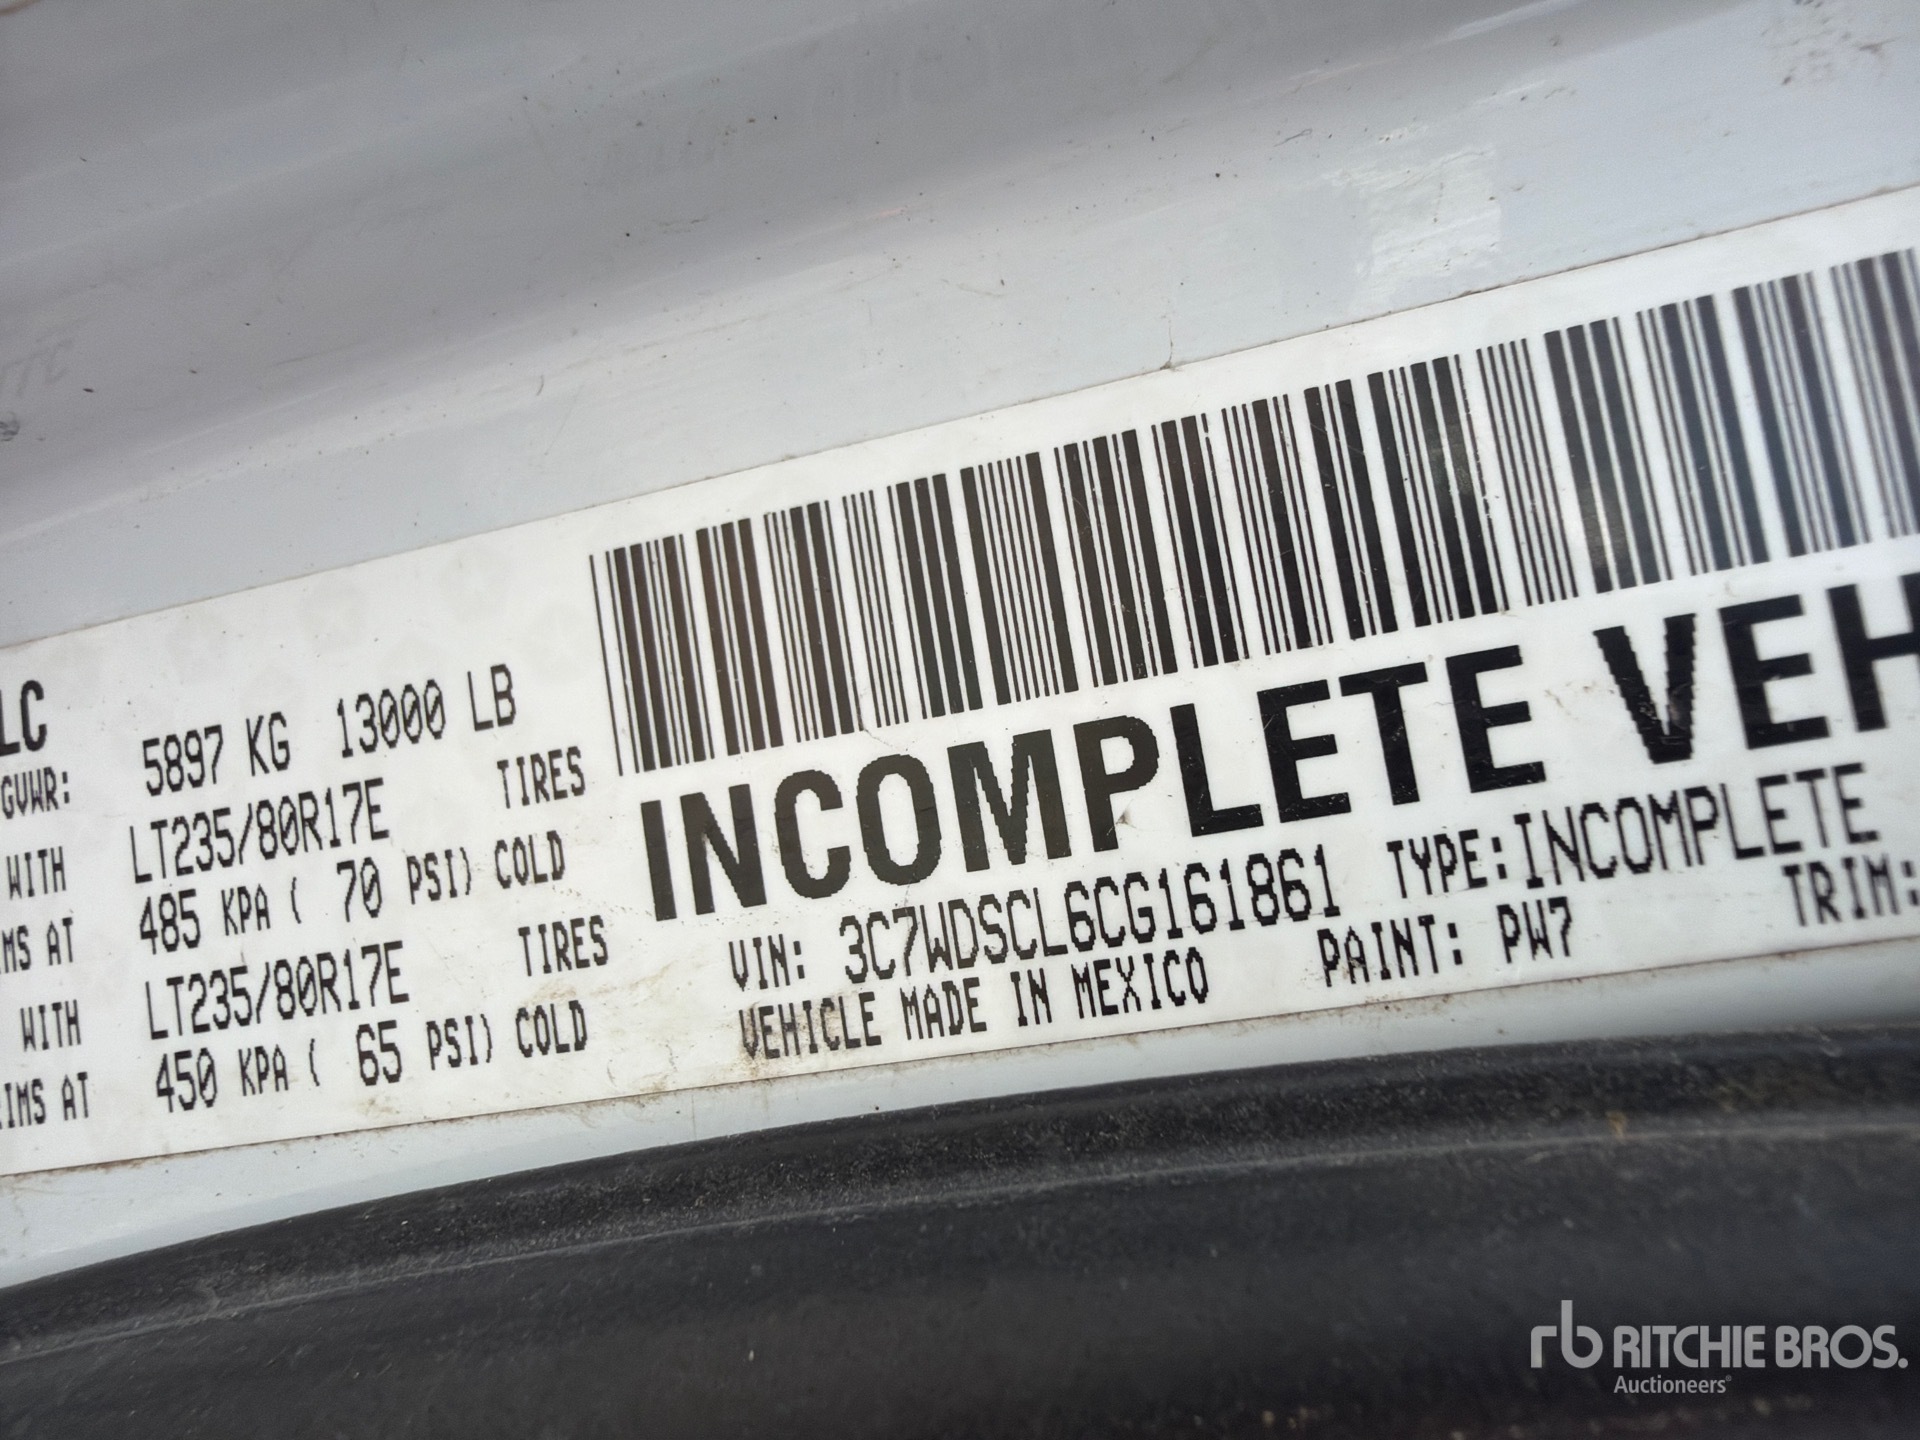 LC
GVWR: 5897 KG 13000 LB
WITH LT235/80R17E TIRES
IMS AT 485 KPA ( 70 PSI) COLD
WITH LT235/80R17E TIRES
IMS AT 450 KPA ( 65 PSI) COLD
INCOMPLETE VEH
VIN: 3C7WDSCL6CG161861 TYPE: INCOMPLETE
VEHICLE MADE IN MEXICO PAINT: PW7 TRIM:
rb RITCHIE BROS.
Auctioneers